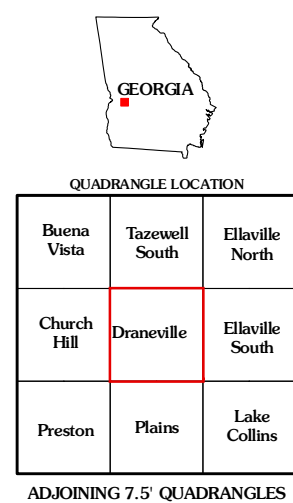 GEORGIA
QUADRANGLE LOCATION
Buena
Vista
Tazewell
South
Ellaville
North
Church
Hill
Draneville
Ellaville
South
Preston
Plains
Lake
Collins
ADJOINING 7.5' QUADRANGLES